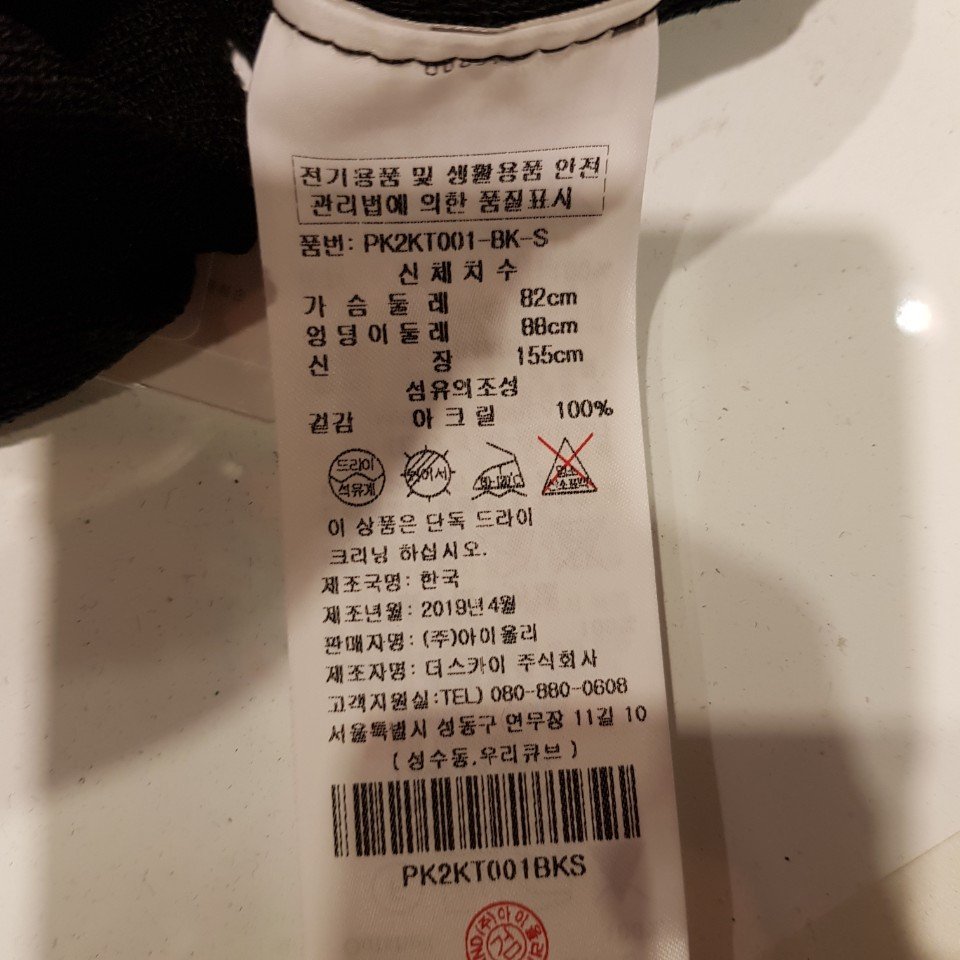 전기용품 및 생활용품 안전
관리법에 의한 품질표시
품번: PK2KT001-BK-S
신체치수
가슴둘레 82cm
엉덩이둘레 88cm
신장 155cm
섬유의조성
겉감 아크릴 100%
드라이
석유계
이 상품은 단독 드라이
크리닝 하십시오.
제조국명: 한국
제조년월: 2019년4월
판매자명: (주)아이올리
제조자명: 더스카이 주식회사
고객지원실:TEL) 080-880-0608
서울특별시 성동구 연무장 11길 10
(성수동,우리큐브)
PK2KT001BKS
(주)아이올리